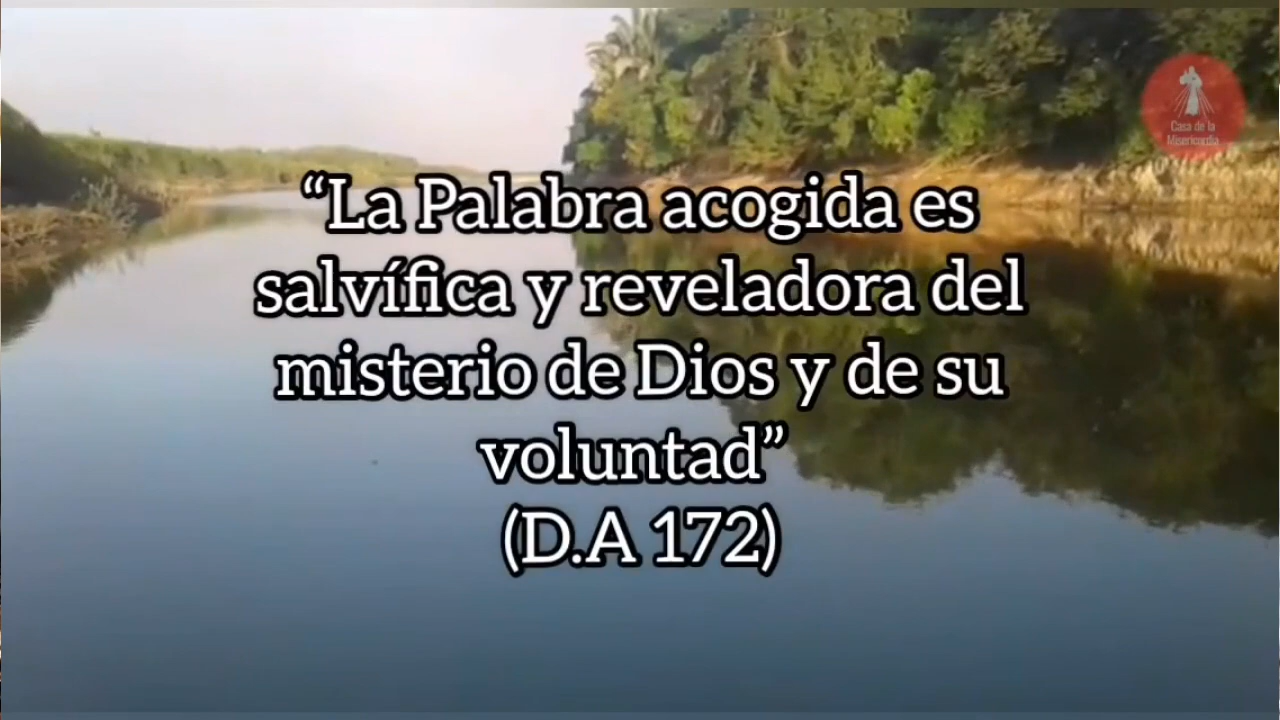 Casa de la
Misericordia
“La Palabra acogida es
salvífica y reveladora del
misterio de Dios y de su
voluntad”
(D.A 172)